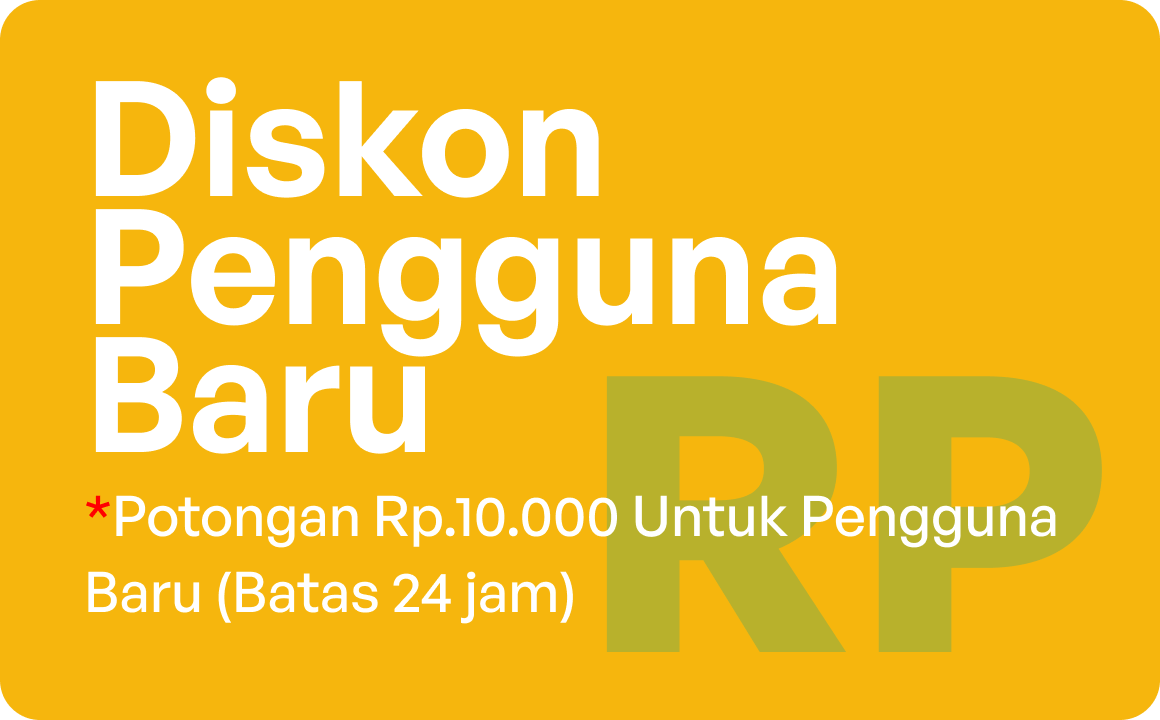 Diskon
Pengguna
Baru
*Potongan Rp.10.000 Untuk Pengguna
Baru (Batas 24 jam)
RP